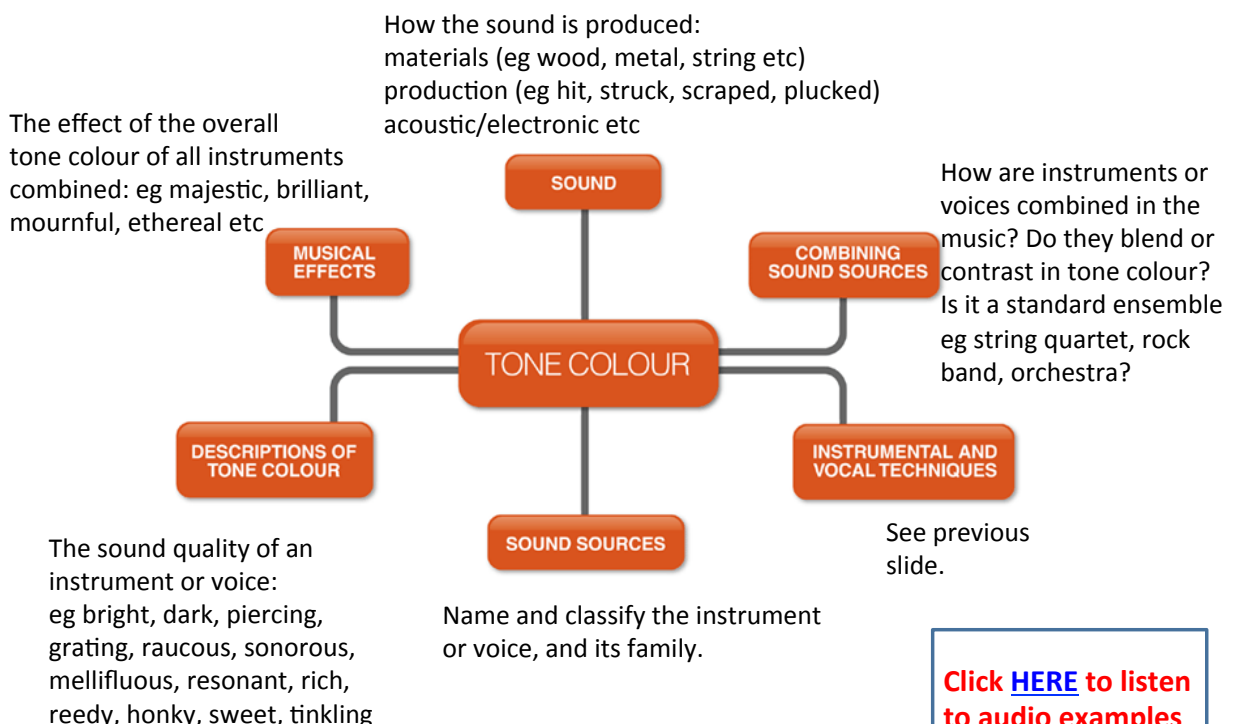 How the sound is produced:
materials (eg wood, metal, string etc)
production (eg hit, struck, scraped, plucked)
acoustic/electronic etc
The effect of the overall
tone colour of all instruments
combined: eg majestic, brilliant,
mournful, ethereal etc
SOUND
How are instruments or
voices combined in the
music? Do they blend or
contrast in tone colour?
Is it a standard ensemble
eg string quartet, rock
band, orchestra?
MUSICAL
EFFECTS
COMBINING
SOUND SOURCES
TONE COLOUR
DESCRIPTIONS OF
TONE COLOUR
INSTRUMENTAL AND
VOCAL TECHNIQUES
SOUND SOURCES
See previous
slide.
The sound quality of an
instrument or voice:
eg bright, dark, piercing,
grating, raucous, sonorous,
mellifluous, resonant, rich,
reedy, honky, sweet, tinkling
Name and classify the instrument
or voice, and its family.
Click HERE to listen
to audio examples